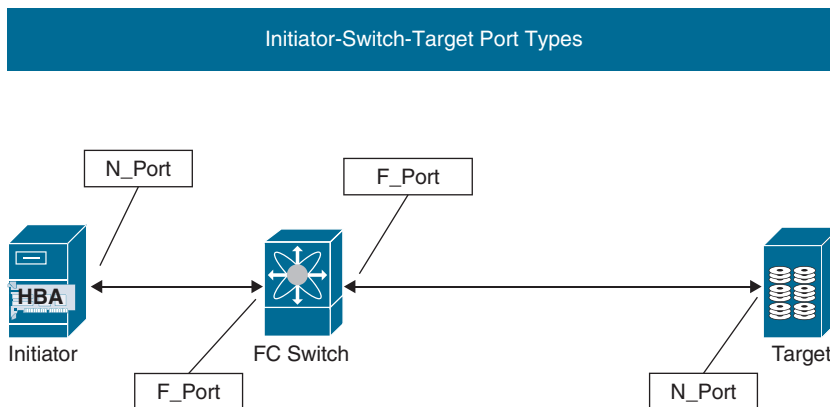 Initiator-Switch-Target Port Types
N_Port
F_Port
HBA
Initiator
FC Switch
Target
F_Port
N_Port